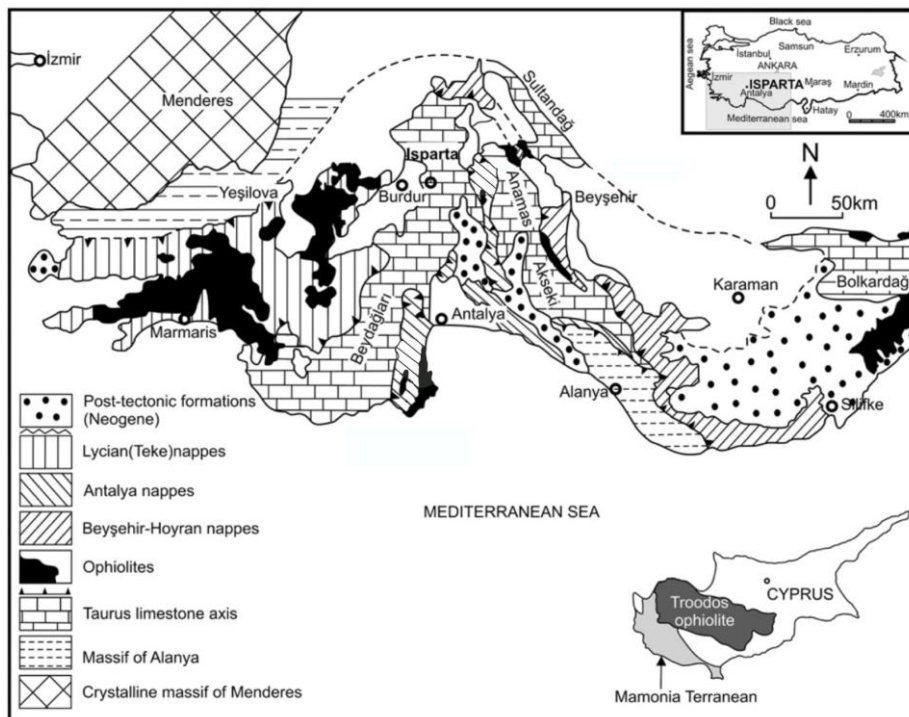 İzmir
Menderes
Sultandağ
Isparta
Yeşilova
Burdur
Anamas
Beyşehir
Akseki
Karaman
Bolkardağ
Marmaris
Beydağları
Antalya
Alanya
Silifke
N
0 50km
Black sea
Aegean sea
İstanbul
Samsun
Erzurum
ANKARA
İzmir
ISPARTA
Maraş
Mardin
Antalya
Hatay
Mediterranean sea
0 400km
Post-tectonic formations
(Neogene)
Lycian(Teke)nappes
Antalya nappes
Beyşehir-Hoyran nappes
Ophiolites
Taurus limestone axis
Massif of Alanya
Crystalline massif of Menderes
MEDITERRANEAN SEA
CYPRUS
Troodos
ophiolite
Mamonia Terranean